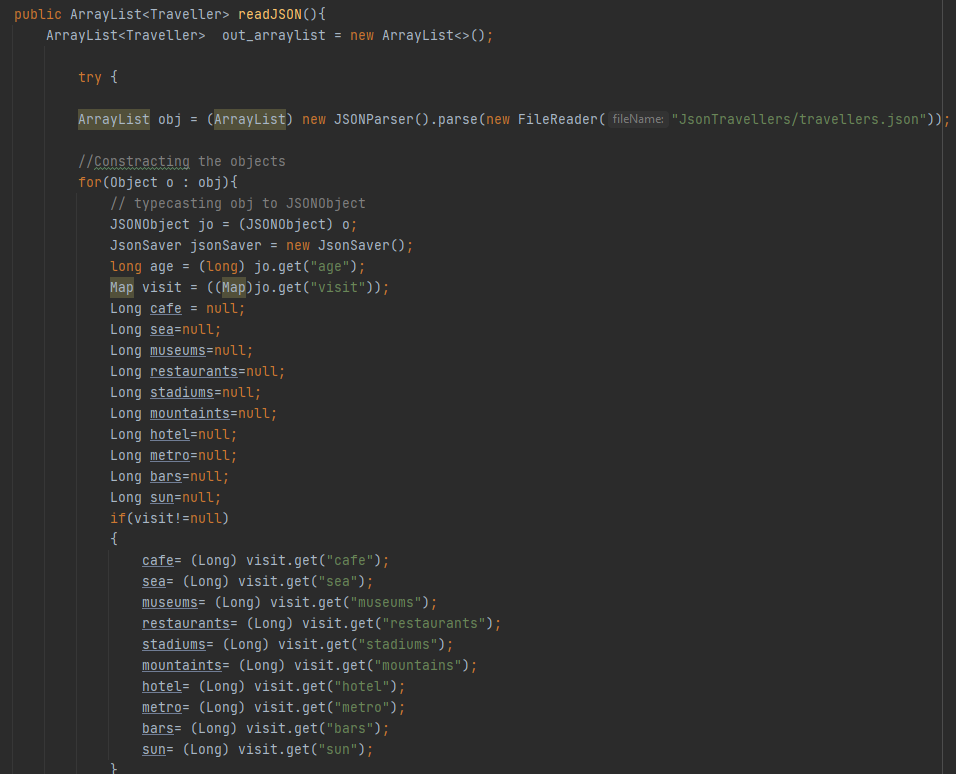 public ArrayList<Traveller> readJSON(){
ArrayList<Traveller>  out_arraylist = new ArrayList<>();
try {
ArrayList obj = (ArrayList) new JSONParser().parse(new FileReader( fileName: "JsonTravellers/travellers.json"));
//Constracting the objects
for(Object o : obj){
// typecasting obj to JSONObject
JSONObject jo = (JSONObject) o;
JsonSaver jsonSaver = new JsonSaver();
long age = (long) jo.get("age");
Map visit = ((Map)jo.get("visit"));
Long cafe = null;
Long sea=null;
Long museums=null;
Long restaurants=null;
Long stadiums=null;
Long mountaints=null;
Long hotel=null;
Long metro=null;
Long bars=null;
Long sun=null;
if(visit!=null)
{
cafe= (Long) visit.get("cafe");
sea= (Long) visit.get("sea");
museums= (Long) visit.get("museums");
restaurants= (Long) visit.get("restaurants");
stadiums= (Long) visit.get("stadiums");
mountaints= (Long) visit.get("mountains");
hotel= (Long) visit.get("hotel");
metro= (Long) visit.get("metro");
bars= (Long) visit.get("bars");
sun= (Long) visit.get("sun");
}